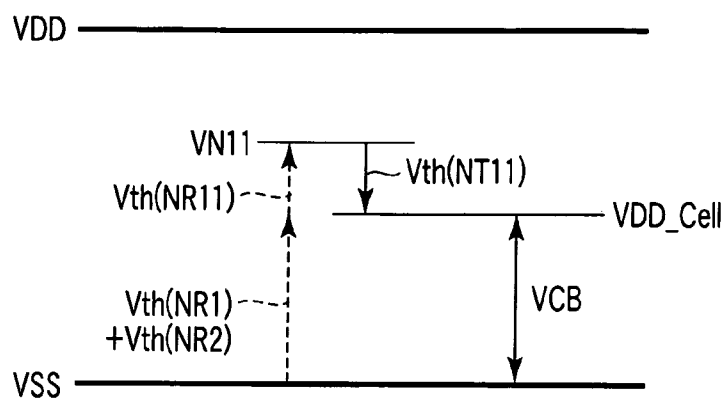 VDD
VN11
Vth(NT11)
Vth(NR11)
VDD_Cell
Vth(NR1)
+Vth(NR2)
VCB
VSS